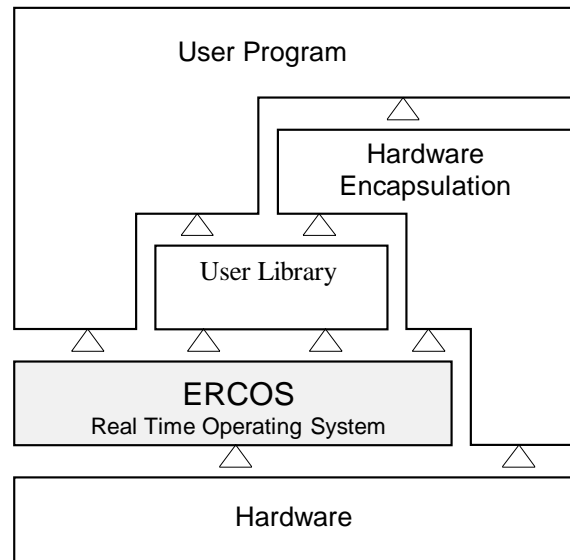 User Program
Hardware
Encapsulation
User Library
ERCOS
Real Time Operating System
Hardware